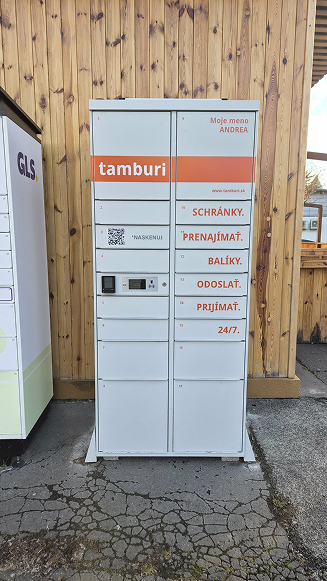 GLS
Moje meno
ANDREA
tamburi
www.tamburi.sk
SCHRÁNKY.
*NASKENUJ
PRENAJÍMAŤ.
BALÍKY.
ODOSLAŤ.
PRIJÍMAŤ.
24/7.